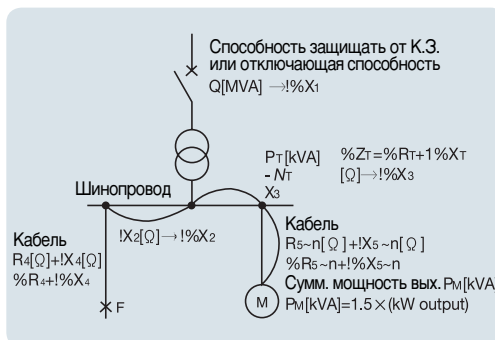 Способность защищать от К.З.
или отключающая способность
Q[MVA] →!%X1
PT[kVA] %ZT=%RT+1%XT
- NT [Ω]→!%X3
X3
Шинопровод
!X2[Ω]→!%X2
Кабель
R4[Ω]+!X4[Ω]
%R4+!%X4
F
Кабель
R5~n[Ω]+!X5~n[Ω]
%R5~n+!%X5~n
Сумм. мощность вых. PM[kVA]
M
PM[kVA]=1.5×(kW output)